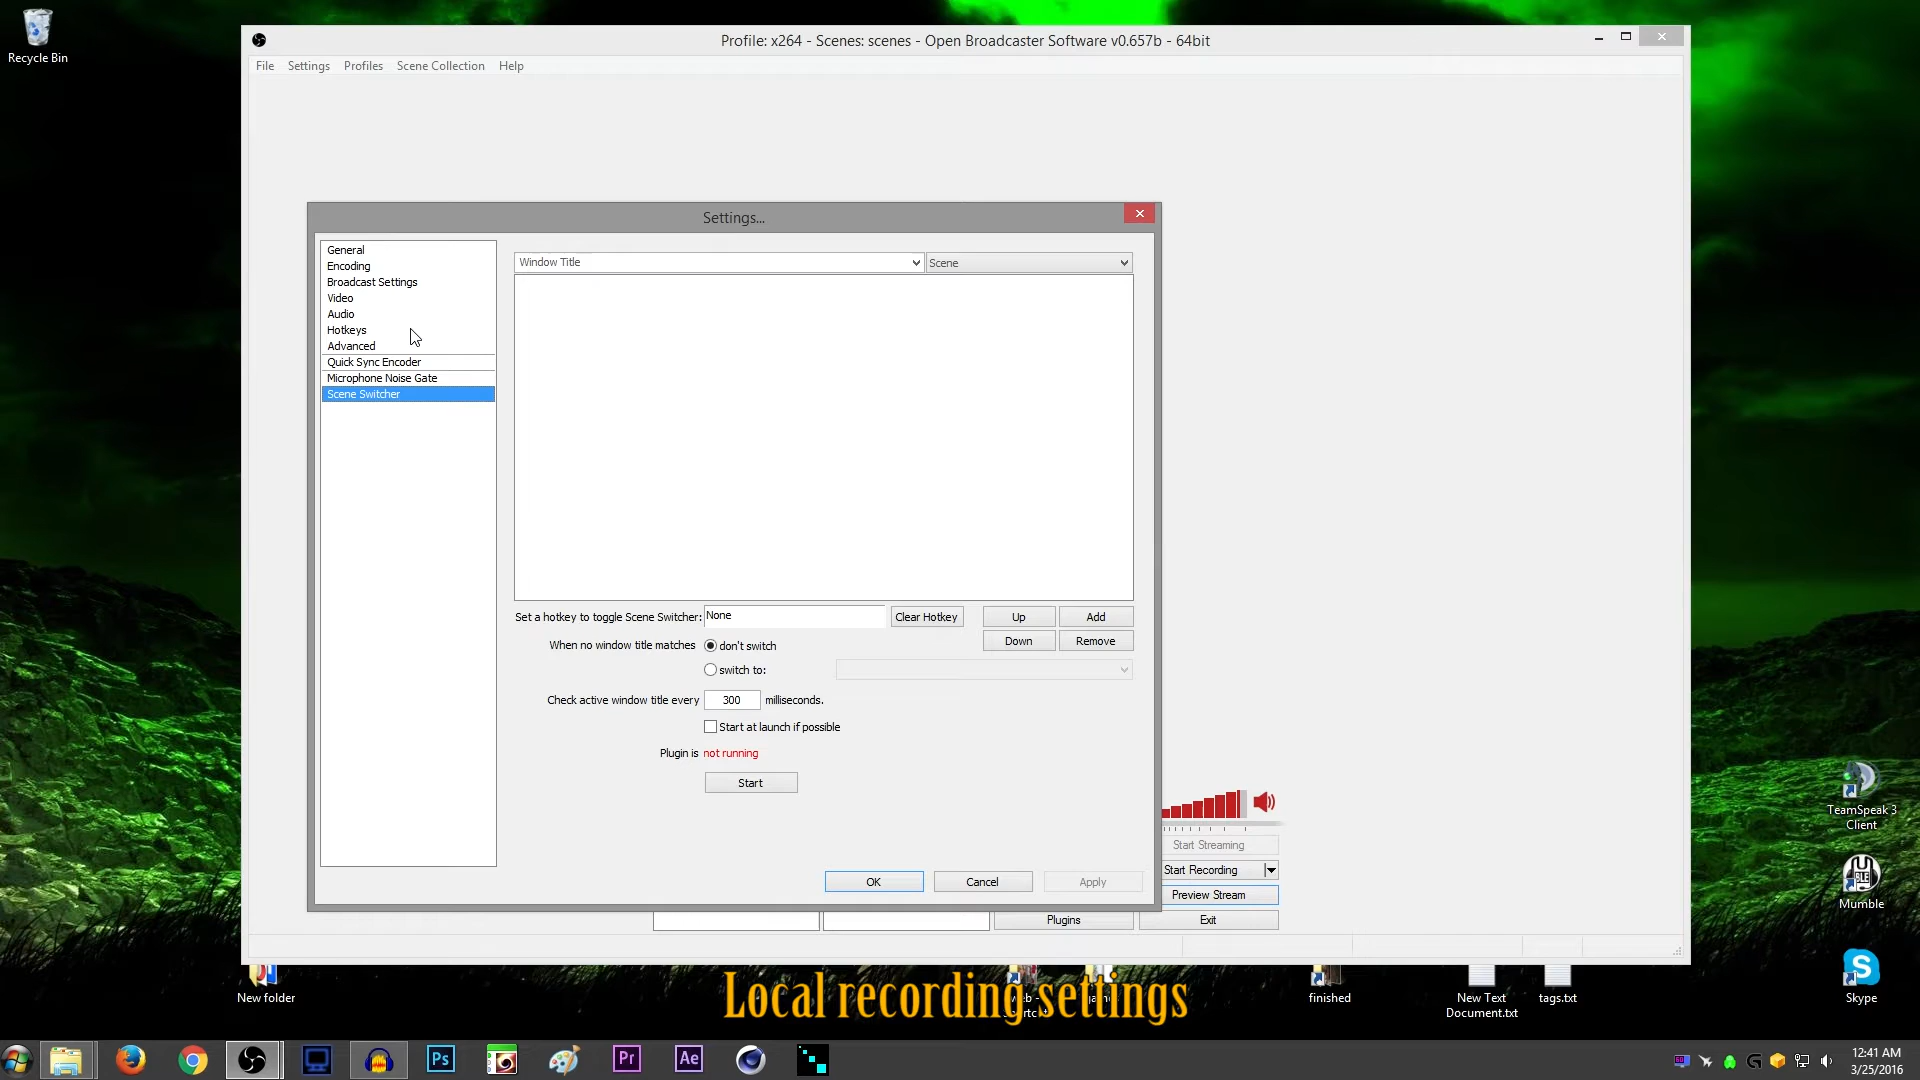 Recycle Bin
Profile: x264 - Scenes: scenes - Open Broadcaster Software v0.657b - 64bit
File Settings Profiles Scene Collection Help
Settings...
General
Encoding
Broadcast Settings
Video
Audio
Hotkeys
Advanced
Quick Sync Encoder
Microphone Noise Gate
Scene Switcher
Window Title
Scene
Set a hotkey to toggle Scene Switcher: None
Clear Hotkey
Up
Add
Down
Remove
When no window title matches
don't switch
switch to:
Check active window title every 300 milliseconds.
Start at launch if possible
Plugin is not running
Start
OK
Cancel
Apply
Start Streaming
Start Recording
Preview Stream
Plugins
Exit
TeamSpeak 3
Client
Mumble
Skype
New folder
finished
New Text
Document.txt
tags.txt
Local recording settings
Ps
Pr
Ae
12:41 AM
3/25/2016